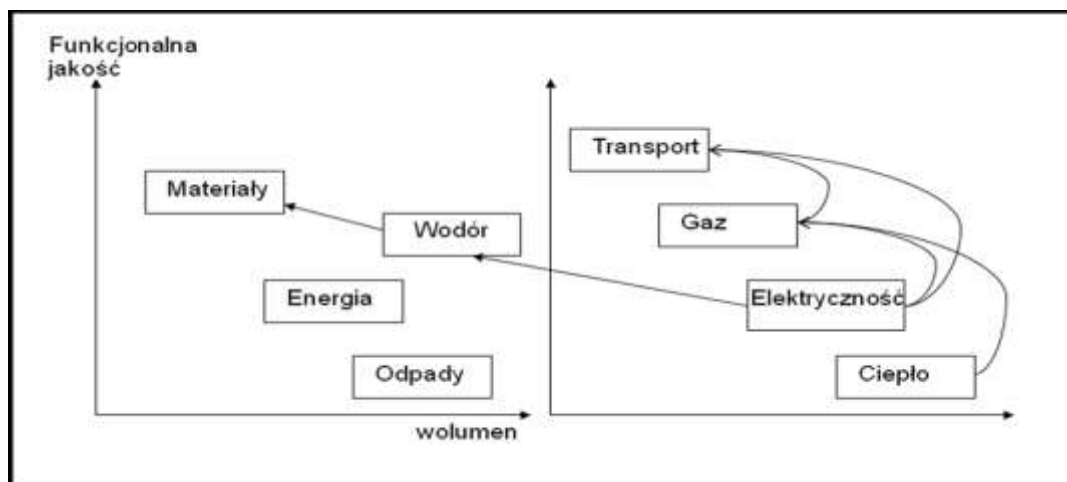 Funkcjonalna
jakość
Materiały
Wodór
Energia
Odpady
wolumen
Transport
Gaz
Elektryczność
Ciepło